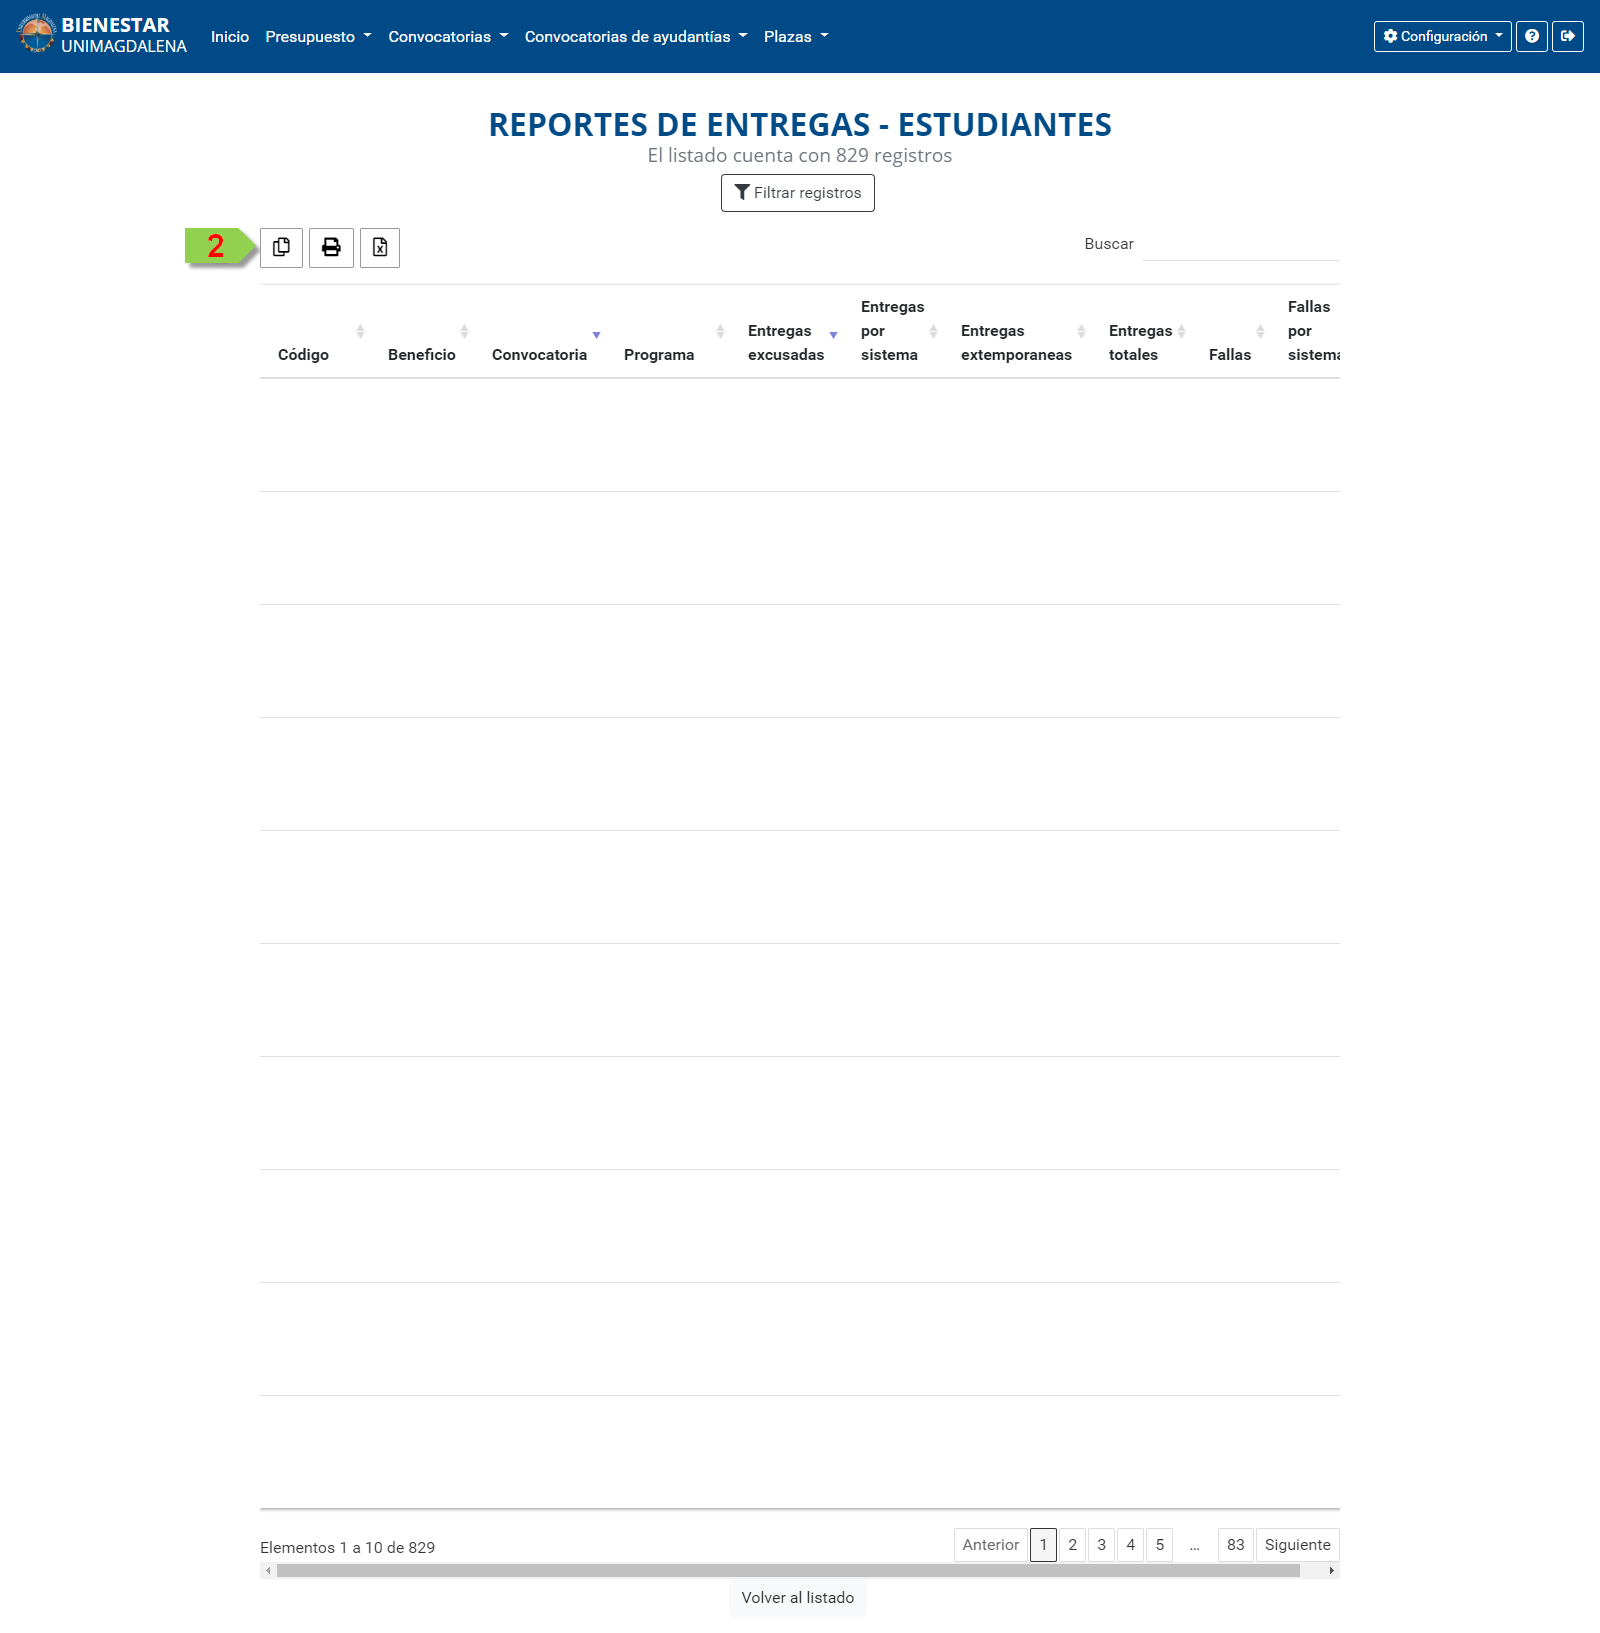 BIENESTAR
UNIMAGDALENA
Inicio Presupuesto Convocatorias Convocatorias de ayudantías Plazas Configuración
REPORTES DE ENTREGAS - ESTUDIANTES
El listado cuenta con 829 registros
Filtrar registros
2
Buscar
Código Beneficio Convocatoria Programa Entregas excusadas Entregas por sistema Entregas extemporaneas Entregas totales Fallas Fallas por sistema
Elementos 1 a 10 de 829
Anterior 1 2 3 4 5 ... 83 Siguiente
Volver al listado